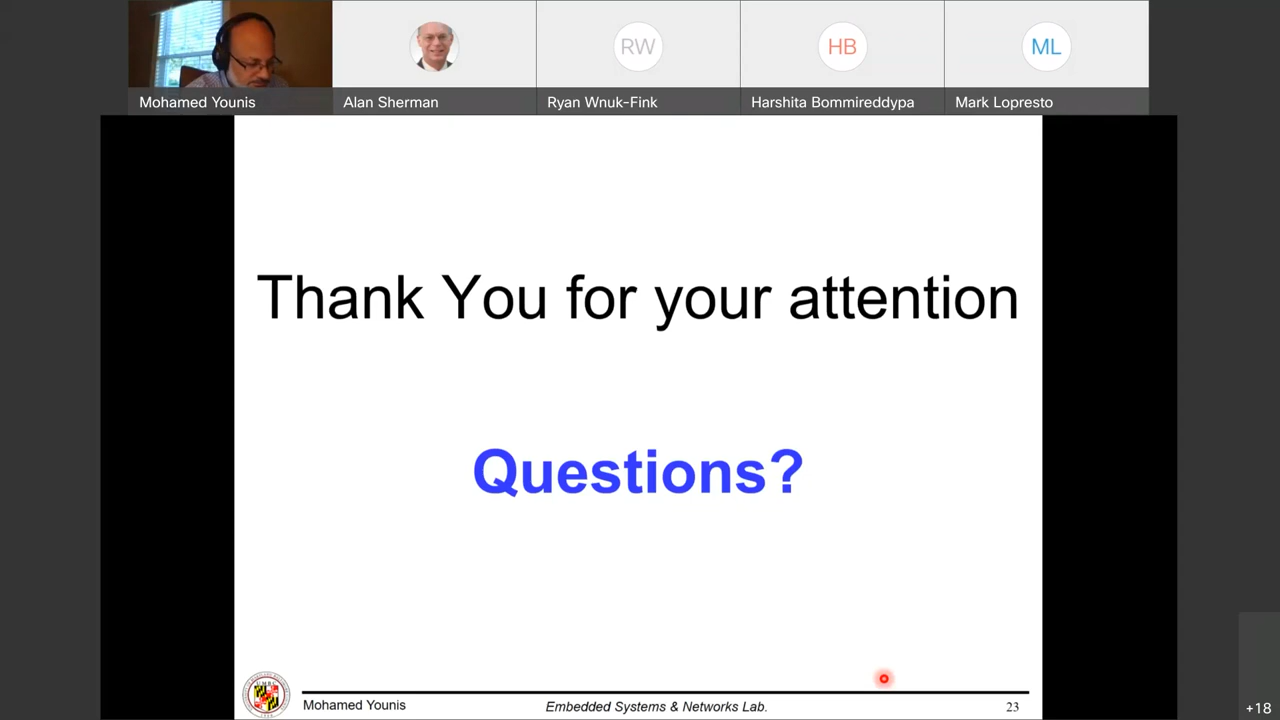 RW
HB
ML
Mohamed Younis
Alan Sherman
Ryan Wnuk-Fink
Harshita Bommireddypa
Mark Lopresto
Thank You for your attention
Questions?
UMBC
Mohamed Younis
Embedded Systems & Networks Lab.
23
+18